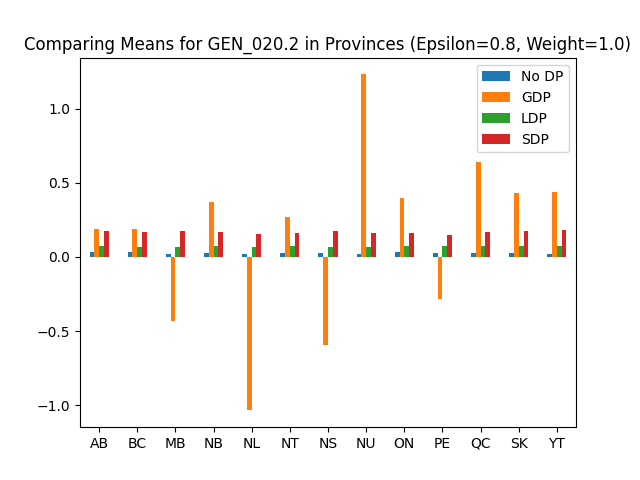 Comparing Means for GEN_020.2 in Provinces (Epsilon=0.8, Weight=1.0)
No DP
GDP
LDP
SDP
1.0
0.5
0.0
−0.5
−1.0
AB BC MB NB NL NT NS NU ON PE QC SK YT